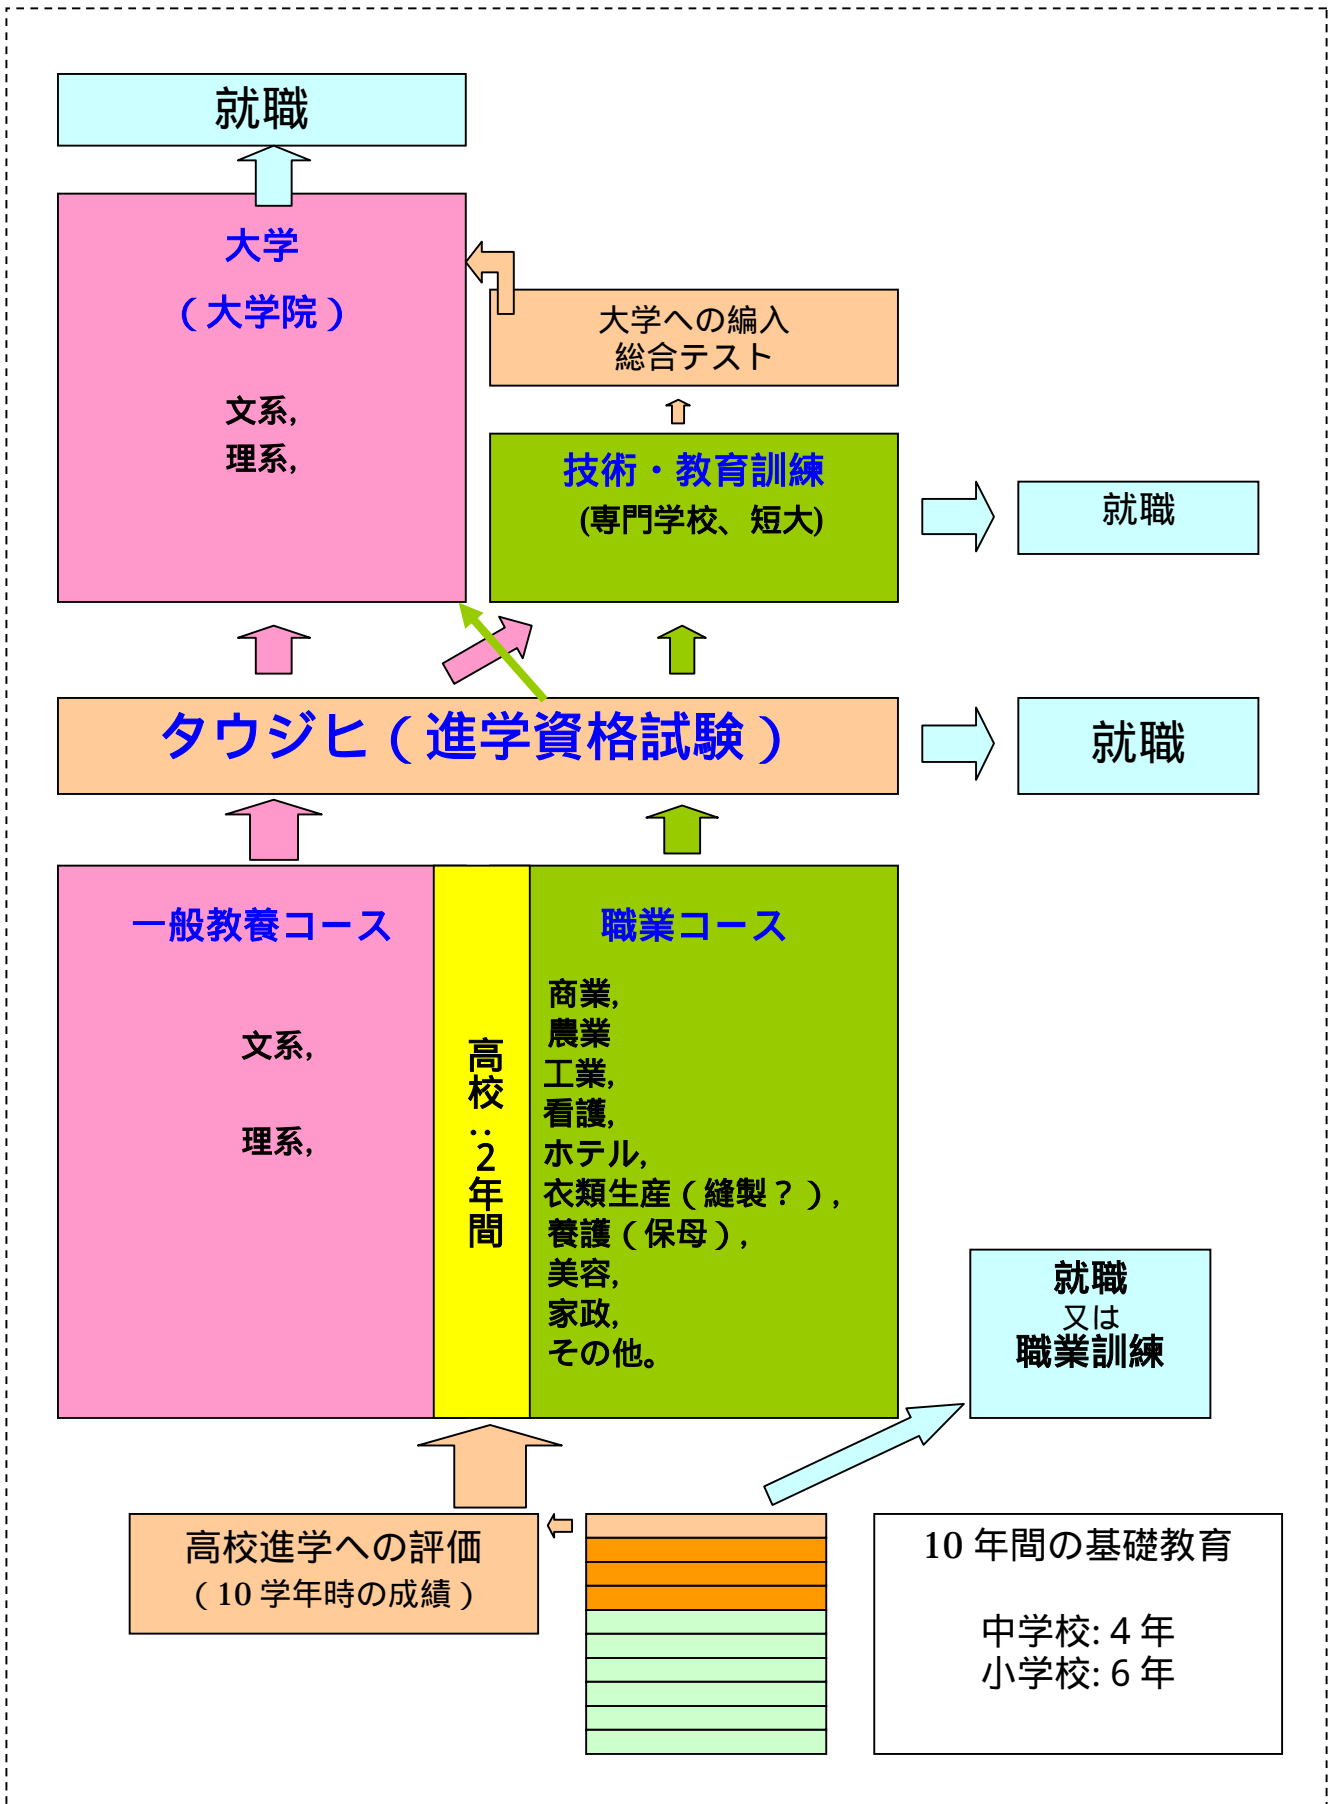 就職
大学
（大学院）
文系,
理系,
大学への編入
総合テスト
技術・教育訓練
(専門学校、短大)
就職
タウジヒ（進学資格試験）
就職
一般教養コース
文系,
理系,
高校：2年間
職業コース
商業,
農業
工業,
看護,
ホテル,
衣類生産（縫製？）,
養護（保母）,
美容,
家政,
その他。
就職
又は
職業訓練
高校進学への評価
（10 学年時の成績）
10 年間の基礎教育
中学校: 4 年
小学校: 6 年